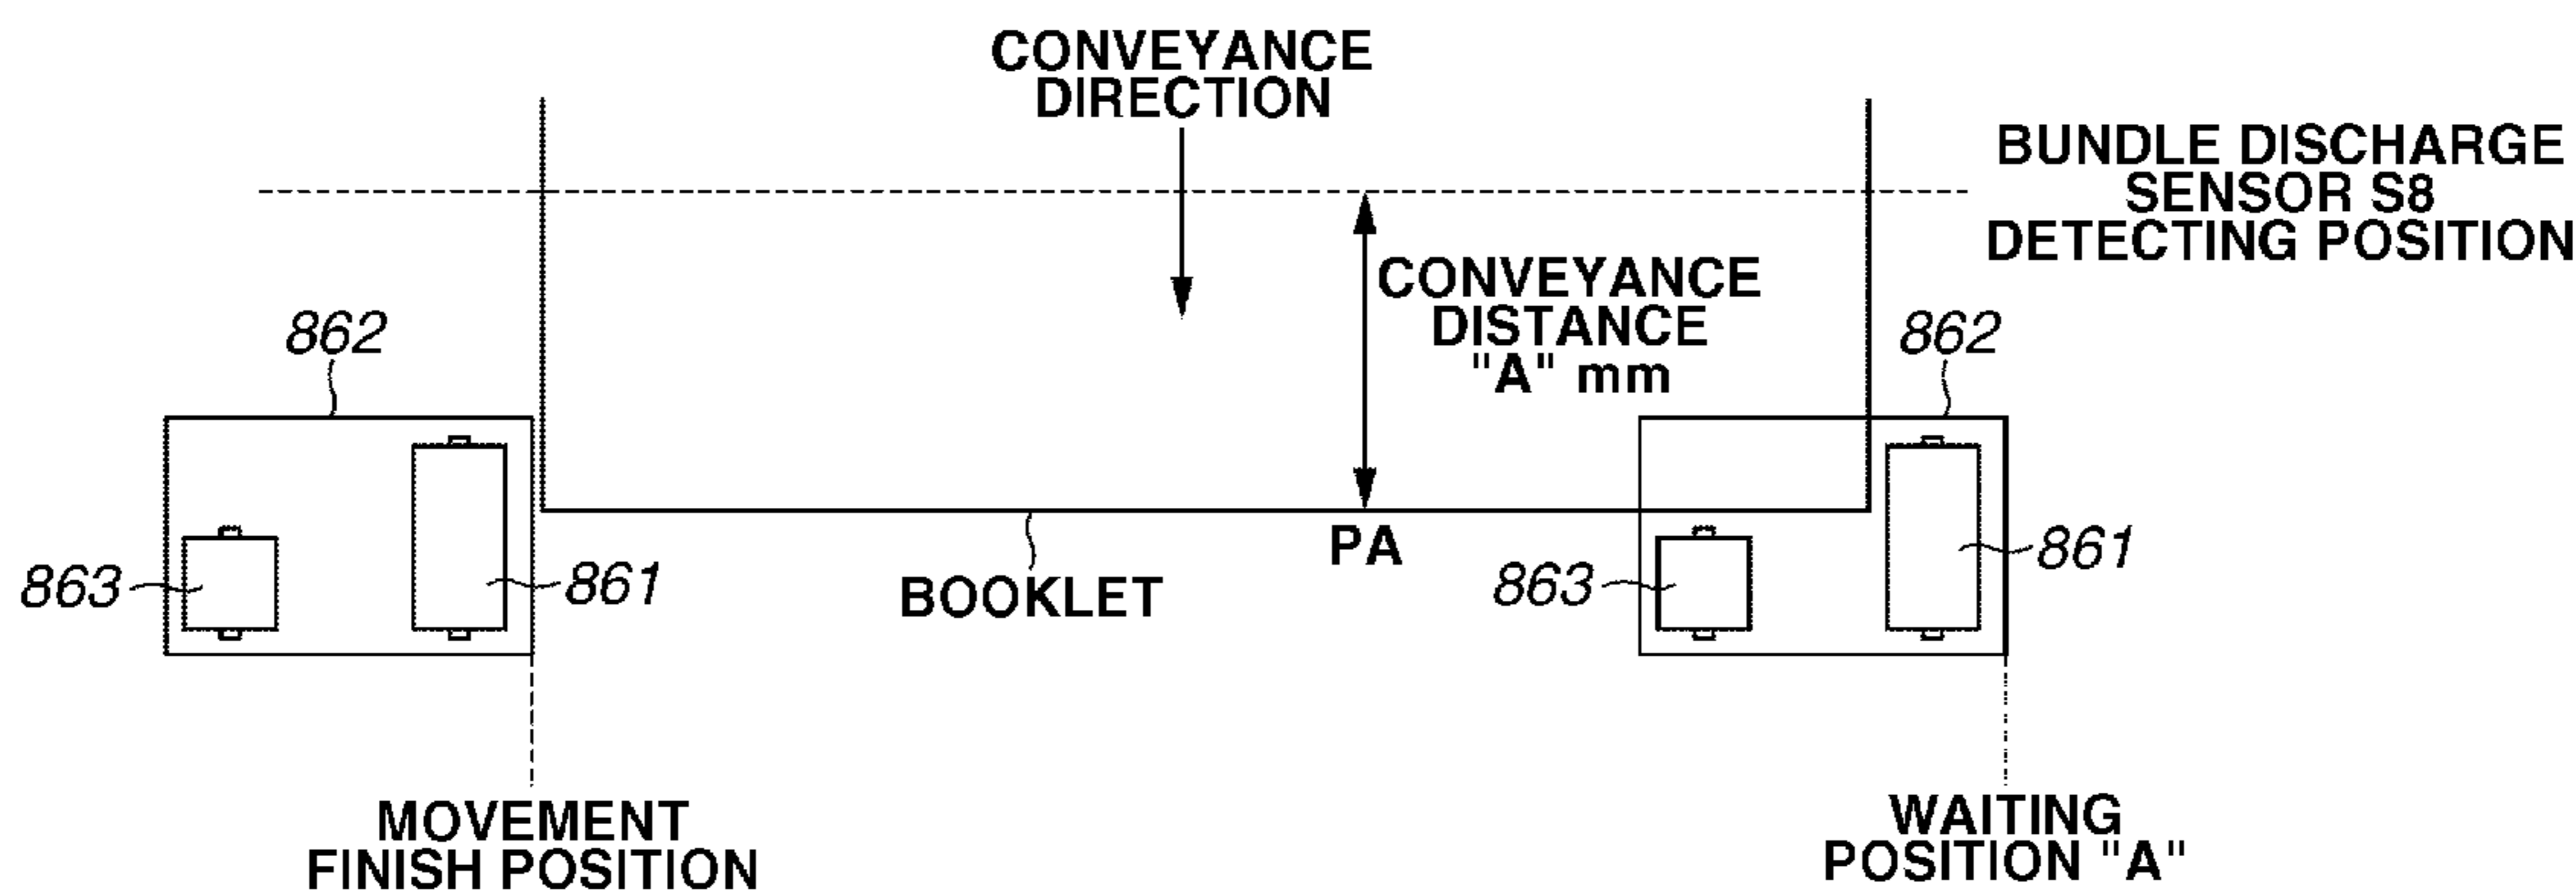 CONVEYANCE
DIRECTION
BUNDLE DISCHARGE
SENSOR S8
DETECTING POSITION
CONVEYANCE
DISTANCE
"A" mm
862
862
PA
863
861
BOOKLET
863
861
MOVEMENT
FINISH POSITION
WAITING
POSITION "A"